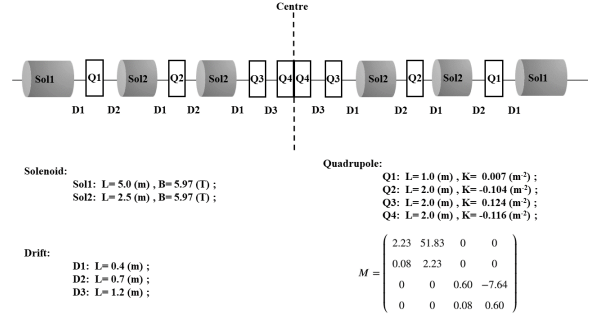 Centre
Sol1 Q1 Sol2 Q2 Sol2 Q3 Q4 Q4 Q3 Sol2 Q2 Sol2 Q1 Sol1
D1 D2 D1 D2 D1 D3 D3 D1 D2 D1 D2 D1
Solenoid:
Sol1: L= 5.0 (m) , B= 5.97 (T) ;
Sol2: L= 2.5 (m) , B= 5.97 (T) ;
Drift:
D1: L= 0.4 (m) ;
D2: L= 0.7 (m) ;
D3: L= 1.2 (m) ;
Quadrupole:
Q1: L= 1.0 (m) , K= 0.007 (m⁻²) ;
Q2: L= 2.0 (m) , K= -0.104 (m⁻²) ;
Q3: L= 2.0 (m) , K= 0.124 (m⁻²) ;
Q4: L= 2.0 (m) , K= -0.116 (m⁻²) ;
M =
2.23 51.83 0 0
0.08 2.23 0 0
0 0 0.60 −7.64
0 0 0.08 0.60